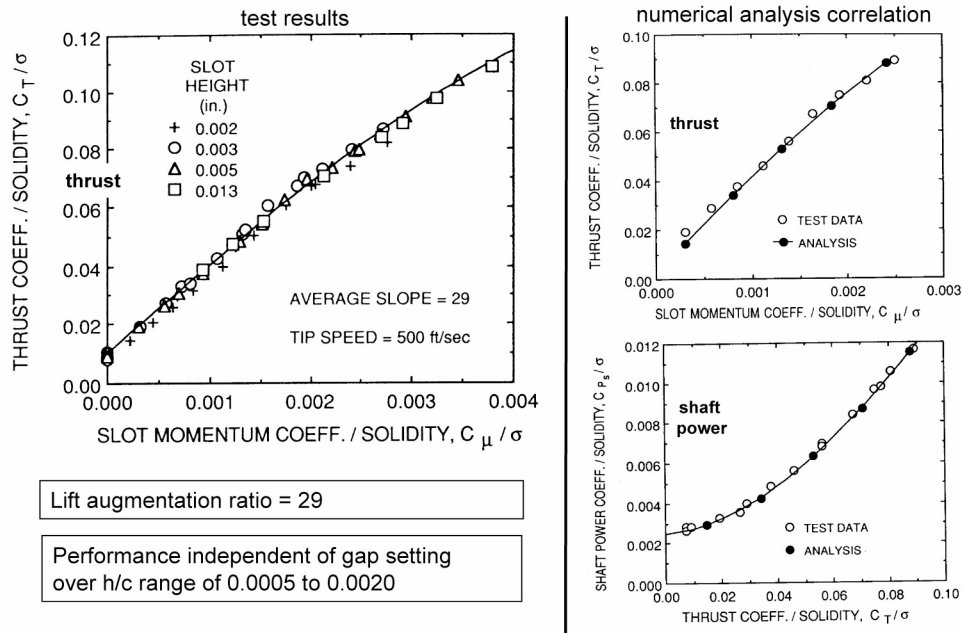 test results
0.12
0.10
0.08
0.06
0.04
0.02
0.00
THRUST COEFF. / SOLIDITY, C T / σ
SLOT
HEIGHT
(in.)
+ 0.002
○ 0.003
△ 0.005
□ 0.013
thrust
AVERAGE SLOPE = 29
TIP SPEED = 500 ft/sec
0.000 0.001 0.002 0.003 0.004
SLOT MOMENTUM COEFF. / SOLIDITY, C μ / σ
Lift augmentation ratio = 29
Performance independent of gap setting
over h/c range of 0.0005 to 0.0020
numerical analysis correlation
0.10
0.08
0.06
0.04
0.02
0.00
THRUST COEFF. / SOLIDITY, C T / σ
thrust
○ TEST DATA
● ANALYSIS
0.000 0.001 0.002 0.003
SLOT MOMENTUM COEFF. / SOLIDITY, C μ / σ
0.012
0.010
0.008
0.006
0.004
0.002
0.000
SHAFT POWER COEFF. / SOLIDITY, C Ps / σ
shaft
power
○ TEST DATA
● ANALYSIS
0.00 0.02 0.04 0.06 0.08 0.10
THRUST COEFF. / SOLIDITY, C T / σ